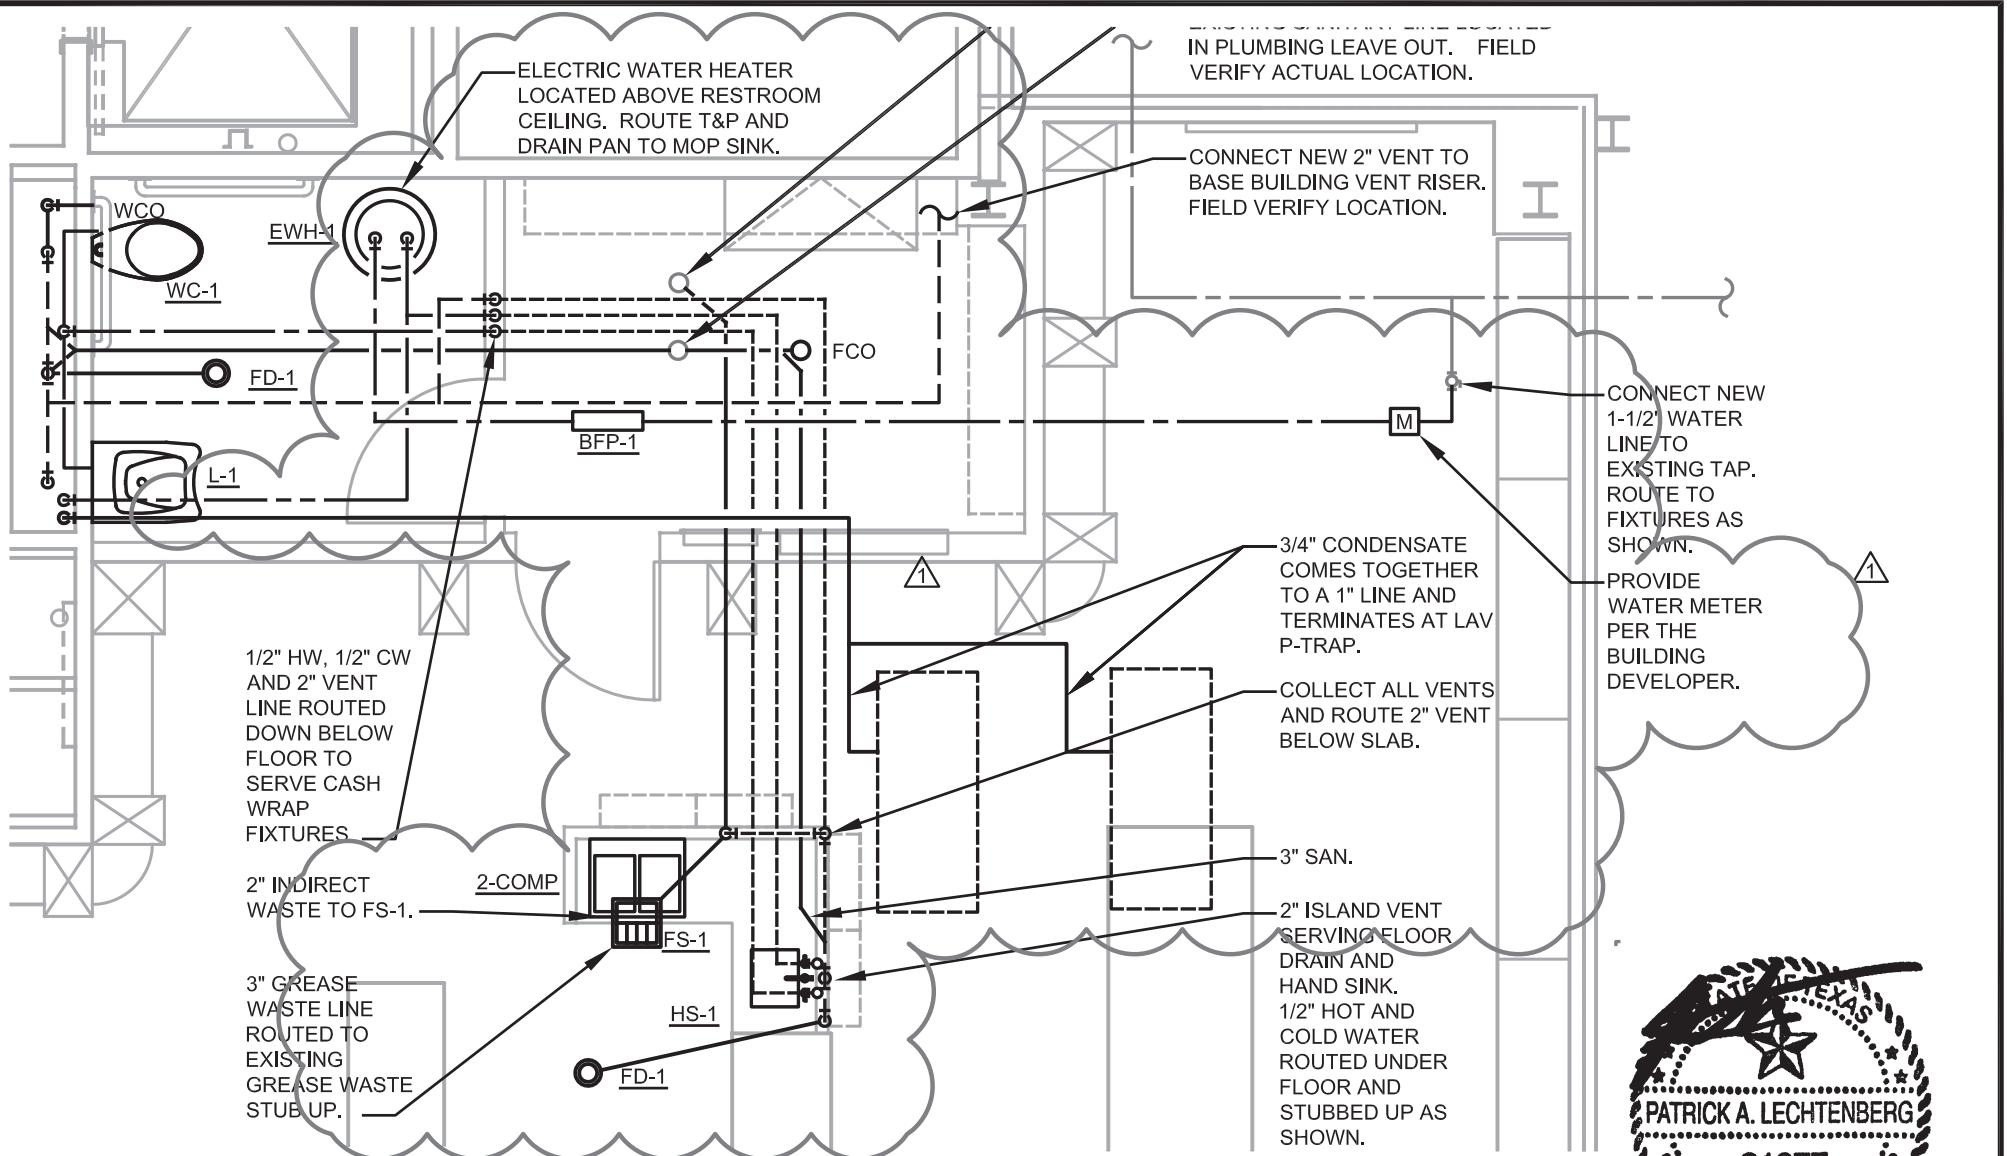 IN PLUMBING LEAVE OUT. FIELD
VERIFY ACTUAL LOCATION.
ELECTRIC WATER HEATER
LOCATED ABOVE RESTROOM
CEILING. ROUTE T&P AND
DRAIN PAN TO MOP SINK.
CONNECT NEW 2" VENT TO
BASE BUILDING VENT RISER.
FIELD VERIFY LOCATION.
WCO
EWH-1
WC-1
FCO
FD-1
BFP-1
M
L-1
CONNECT NEW
1-1/2" WATER
LINE TO
EXISTING TAP.
ROUTE TO
FIXTURES AS
SHOWN.
1
1
PROVIDE
WATER METER
PER THE
BUILDING
DEVELOPER.
3/4" CONDENSATE
COMES TOGETHER
TO A 1" LINE AND
TERMINATES AT LAV
P-TRAP.
COLLECT ALL VENTS
AND ROUTE 2" VENT
BELOW SLAB.
1/2" HW, 1/2" CW
AND 2" VENT
LINE ROUTED
DOWN BELOW
FLOOR TO
SERVE CASH
WRAP
FIXTURES
2" INDIRECT
WASTE TO FS-1.
2-COMP
FS-1
3" SAN.
2" ISLAND VENT
SERVING FLOOR
DRAIN AND
HAND SINK.
1/2" HOT AND
COLD WATER
ROUTED UNDER
FLOOR AND
STUBBED UP AS
SHOWN.
3" GREASE
WASTE LINE
ROUTED TO
EXISTING
GREASE WASTE
STUB UP.
HS-1
FD-1
OF TEXAS
PATRICK A. LECHTENBERG